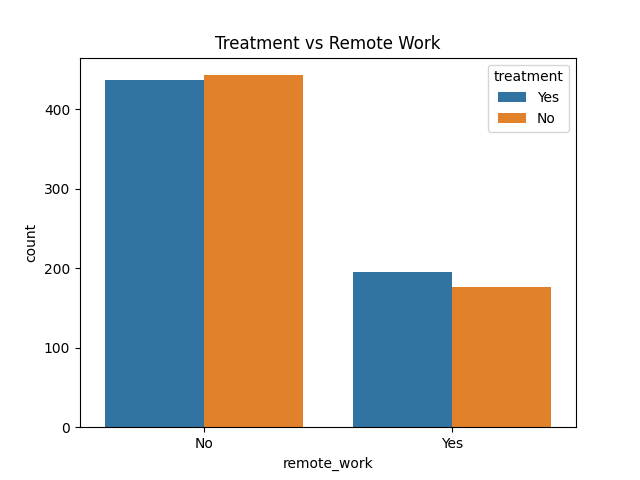 Treatment vs Remote Work
treatment
Yes
No
400
300
200
100
0
count
No
Yes
remote_work